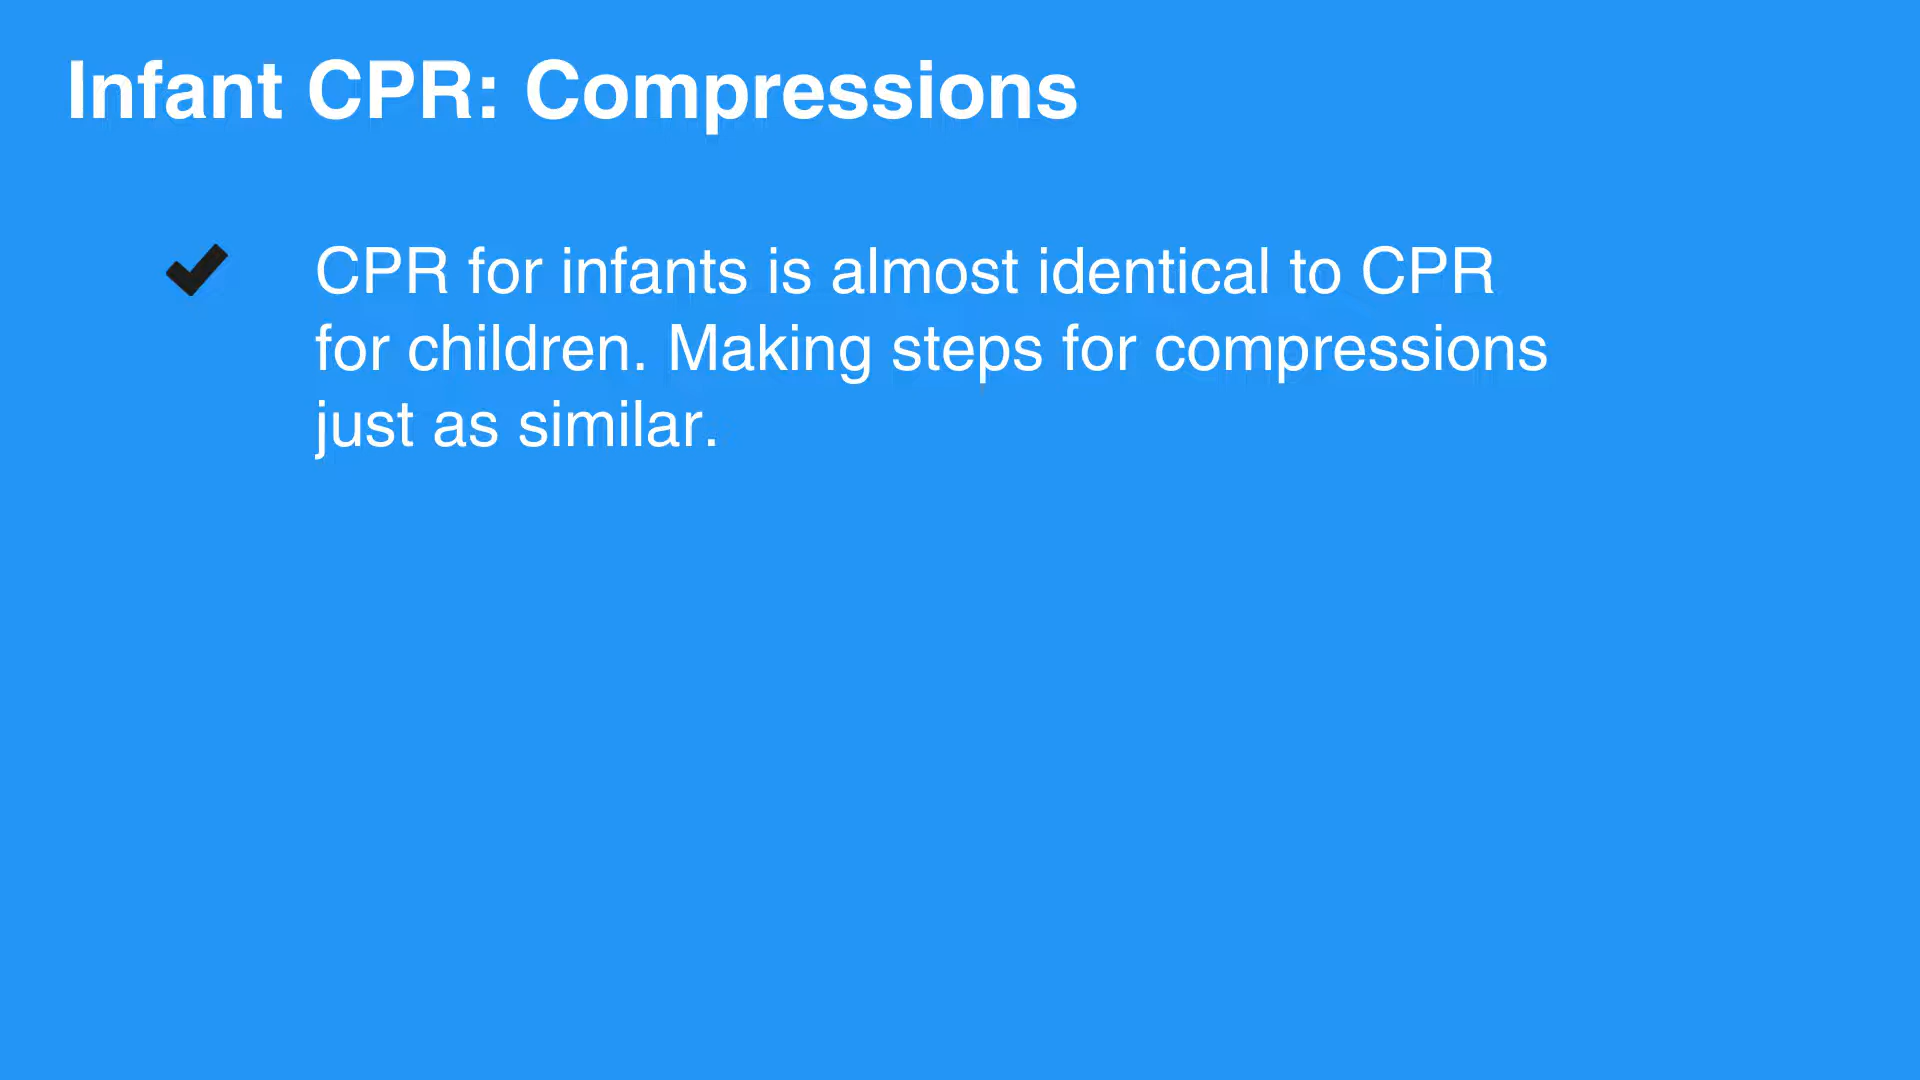 Infant CPR: Compressions
CPR for infants is almost identical to CPR
for children. Making steps for compressions
just as similar.